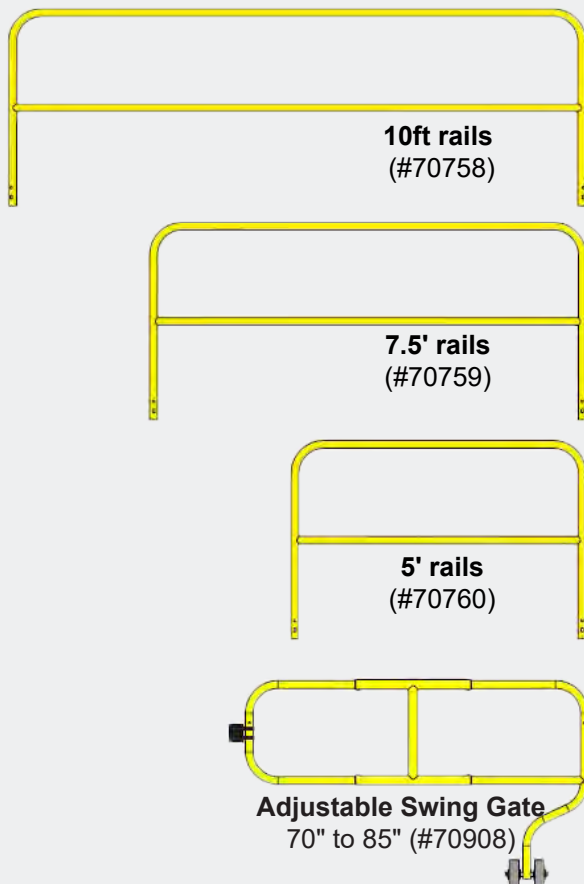 10ft rails
(#70758)
7.5' rails
(#70759)
5' rails
(#70760)
Adjustable Swing Gate
70" to 85" (#70908)